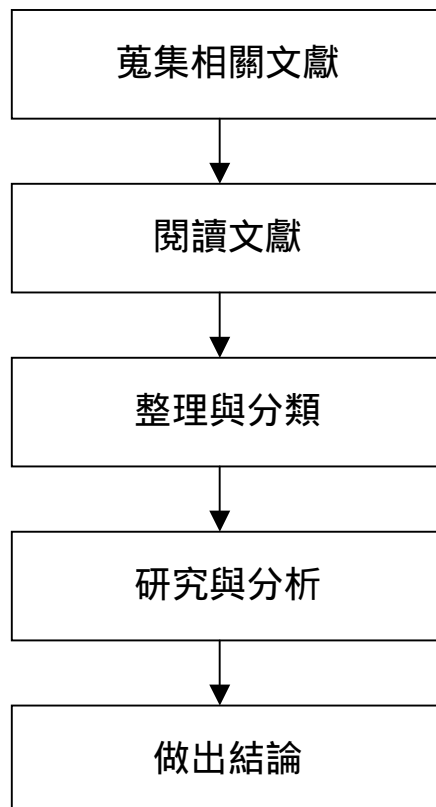 蒐集相關文獻
閱讀文獻
整理與分類
研究與分析
做出結論